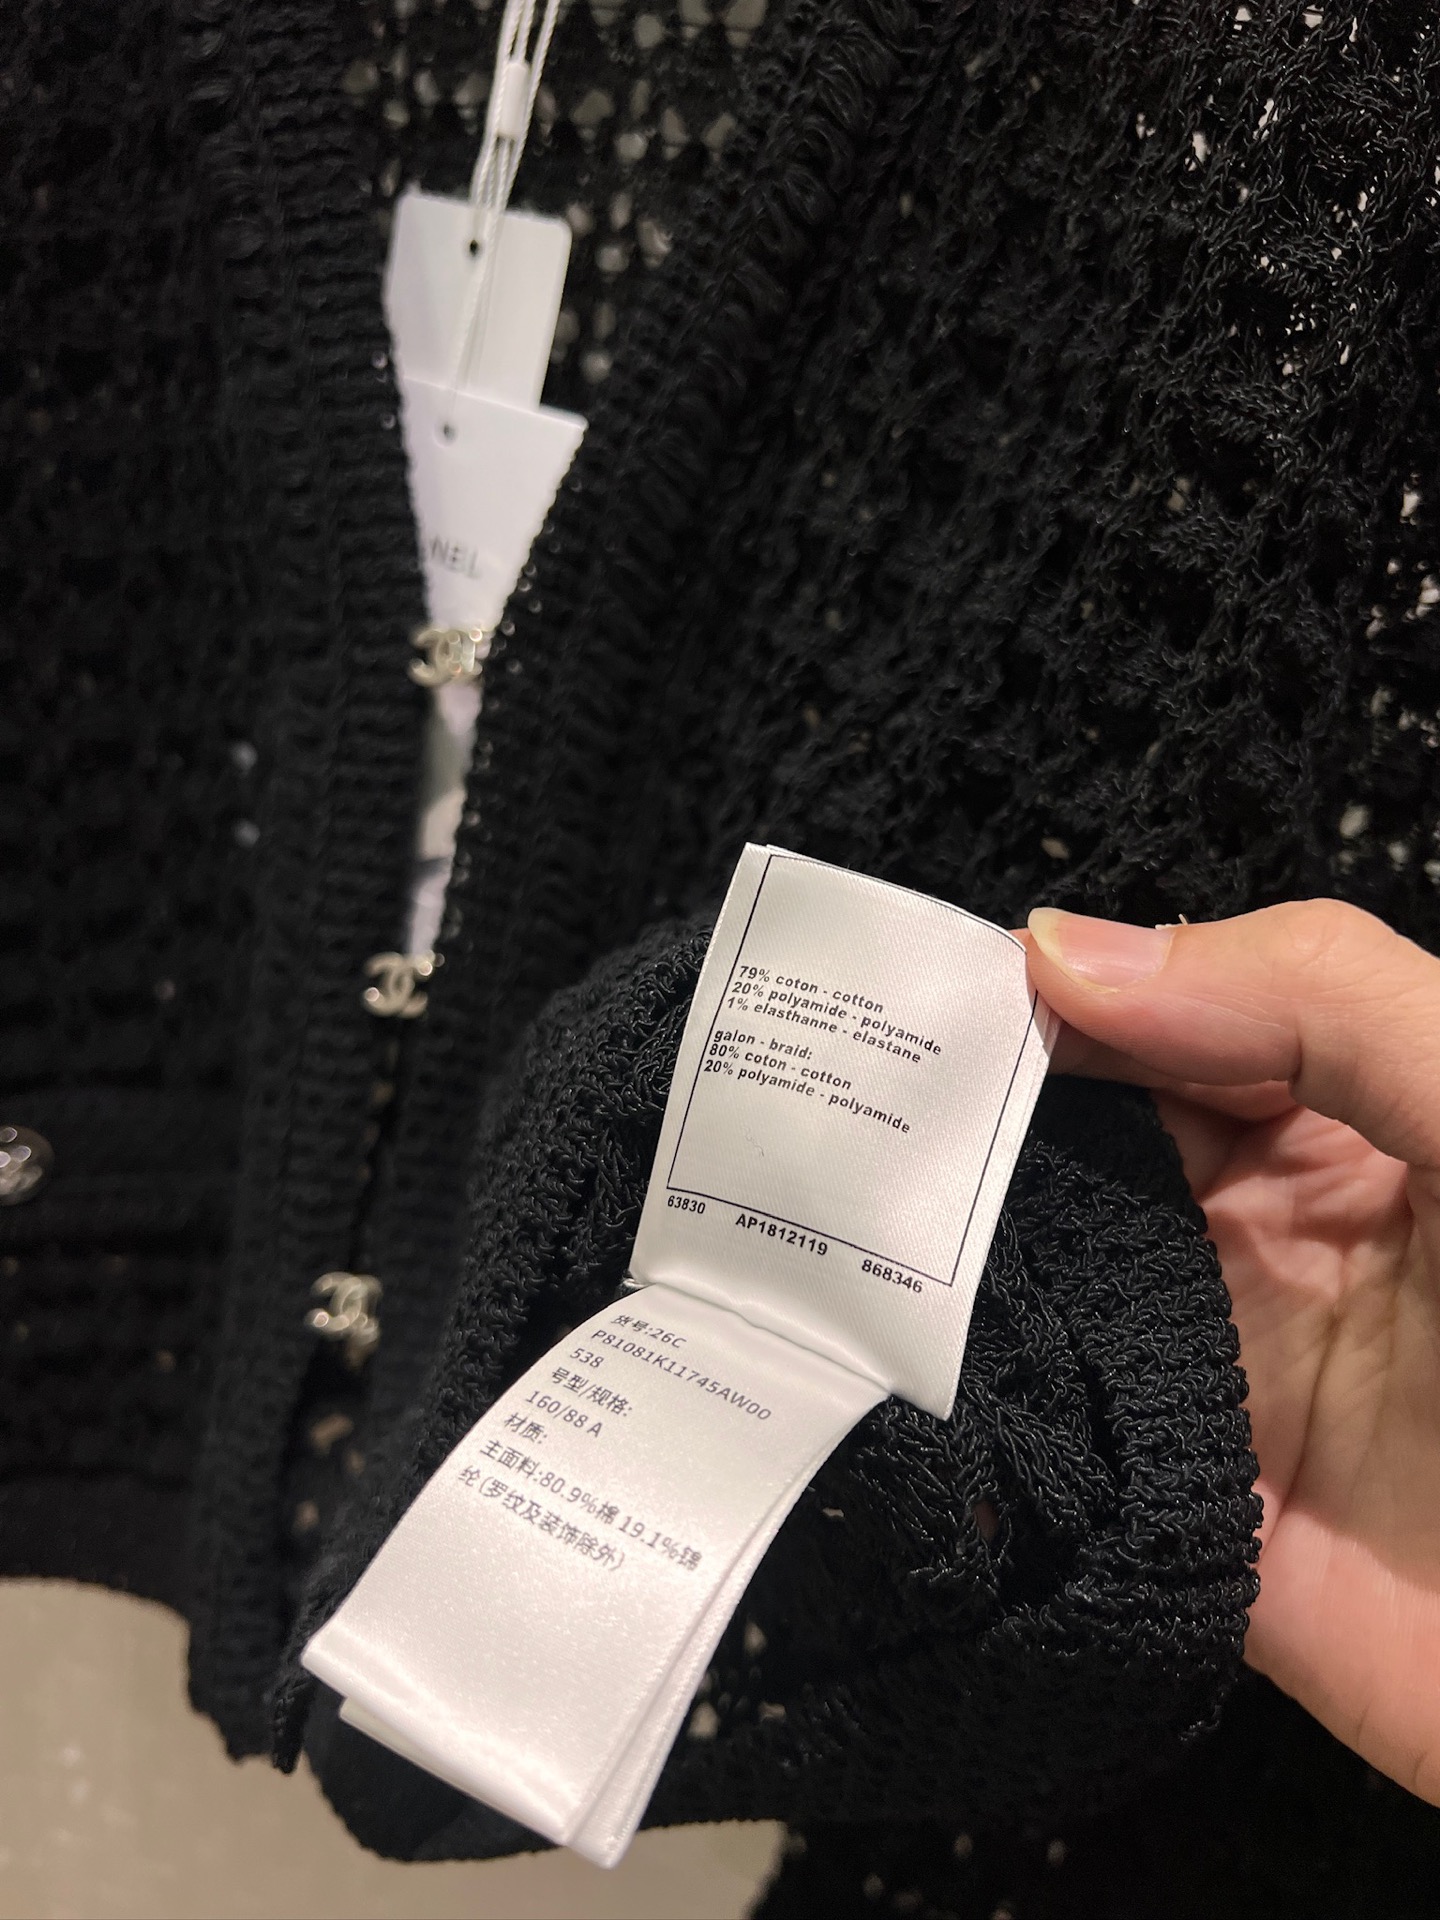 NEL
79% coton - cotton
20% polyamide - polyamide
1% elasthanne - elastane
galon - braid:
80% coton - cotton
20% polyamide - polyamide
63830 AP1812119 868346
货号:26C
P81081K11745AW00
538
号型/规格:
160/88 A
材质:
主面料:80.9%棉 19.1%锦
纶(罗纹及装饰除外)